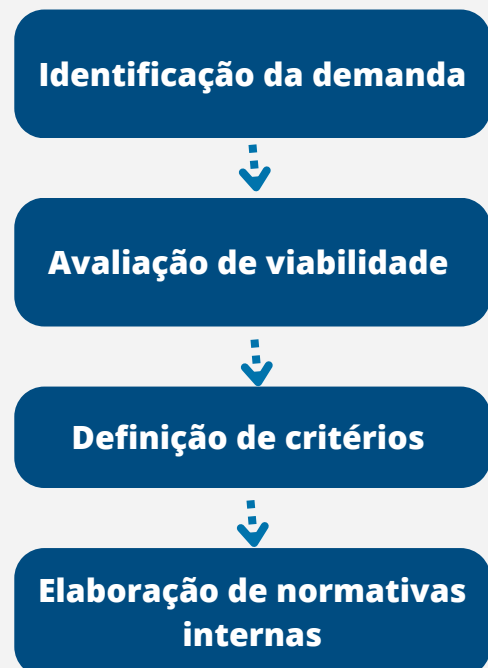 Identificação da demanda
Avaliação de viabilidade
Definição de critérios
Elaboração de normativas
internas